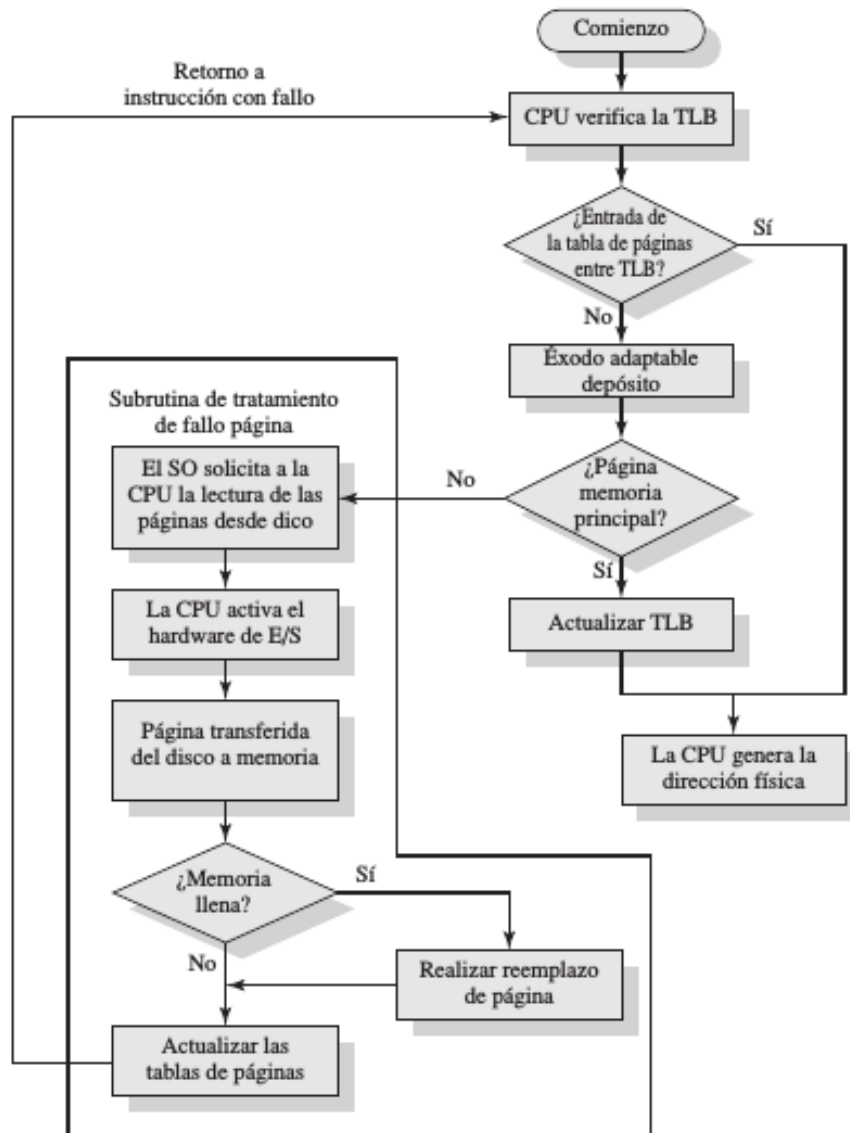 Comienzo
Retorno a
instrucción con fallo
CPU verifica la TLB
¿Entrada de
la tabla de páginas
entre TLB?
Sí
No
Éxodo adaptable
depósito
Subrutina de tratamiento
de fallo página
El SO solicita a la
CPU la lectura de las
páginas desde dico
No
¿Página
memoria
principal?
Sí
La CPU activa el
hardware de E/S
Actualizar TLB
Página transferida
del disco a memoria
La CPU genera la
dirección física
¿Memoria
llena?
Sí
No
Realizar reemplazo
de página
Actualizar las
tablas de páginas